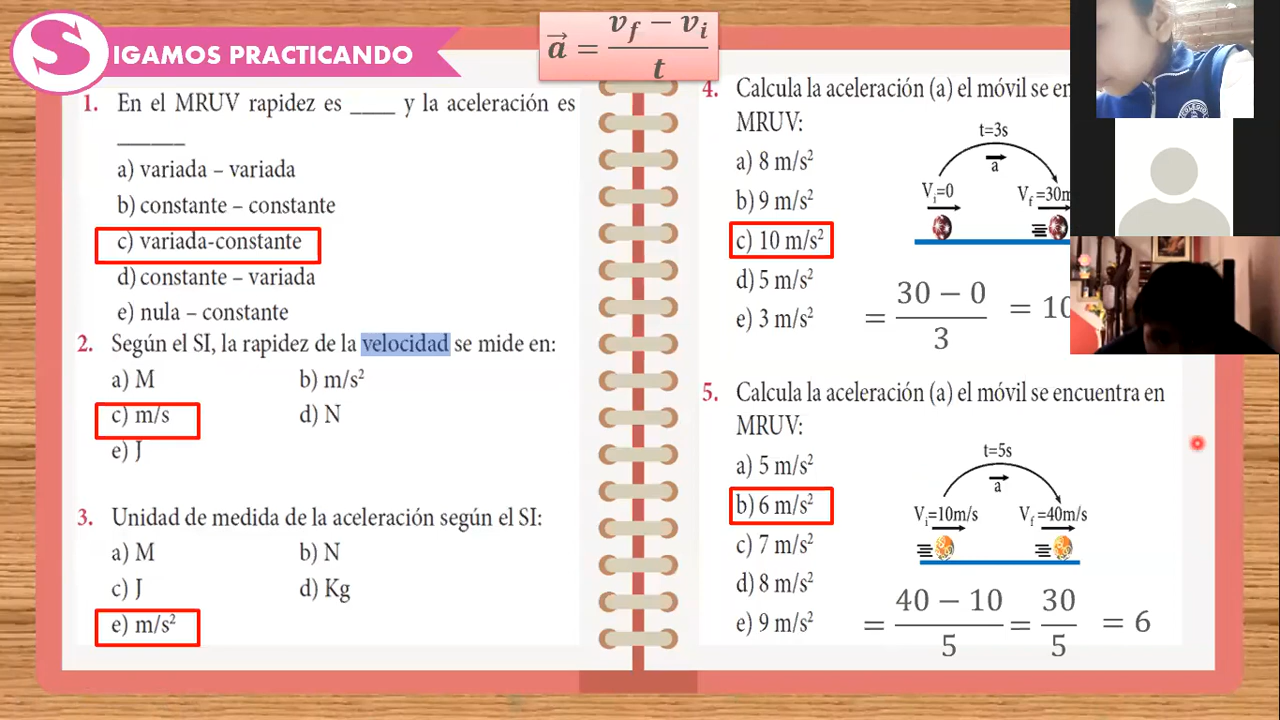 S
IGAMOS PRACTICANDO
a = v_f − v_i / t
1. En el MRUV rapidez es ____ y la aceleración es
______
a) variada – variada
b) constante – constante
c) variada-constante
d) constante – variada
e) nula – constante
2. Según el SI, la rapidez de la velocidad se mide en:
a) M b) m/s²
c) m/s d) N
e) J
3. Unidad de medida de la aceleración según el SI:
a) M b) N
c) J d) Kg
e) m/s²
4. Calcula la aceleración (a) el móvil se en
MRUV:
a) 8 m/s²
b) 9 m/s²
c) 10 m/s²
d) 5 m/s²
e) 3 m/s²
t=3s
a
Vi=0 Vf=30m
= 30 − 0 / 3 = 10
5. Calcula la aceleración (a) el móvil se encuentra en
MRUV:
a) 5 m/s²
b) 6 m/s²
c) 7 m/s²
d) 8 m/s²
e) 9 m/s²
t=5s
a
Vi=10m/s Vf=40m/s
= 40 − 10 / 5 = 30 / 5 = 6